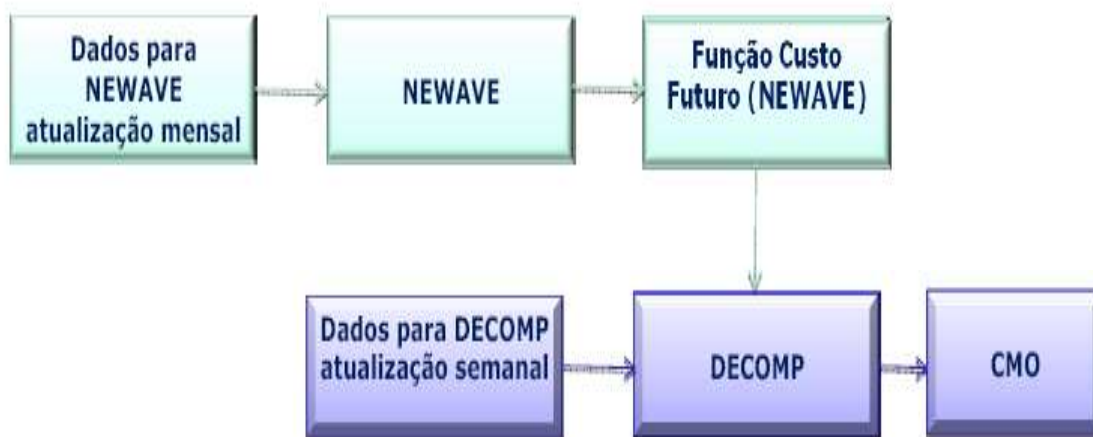 Dados para
NEWAVE
atualização mensal
NEWAVE
Função Custo
Futuro (NEWAVE)
Dados para DECOMP
atualização semanal
DECOMP
CMO